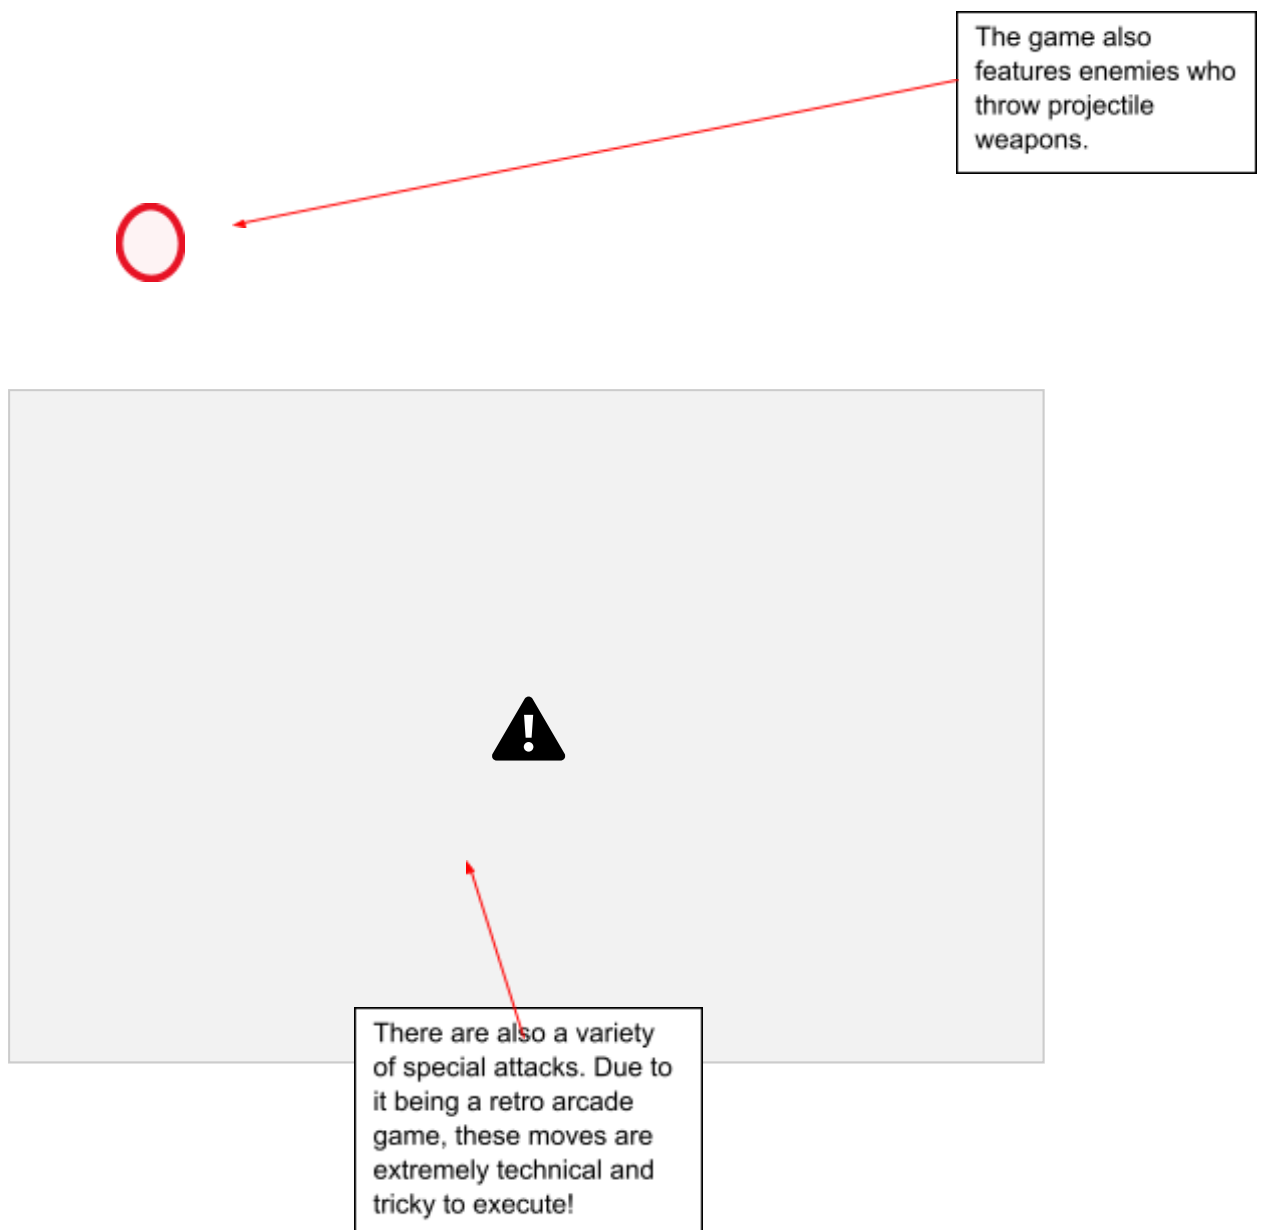 The game also
features enemies who
throw projectile
weapons.
There are also a variety
of special attacks. Due to
it being a retro arcade
game, these moves are
extremely technical and
tricky to execute!